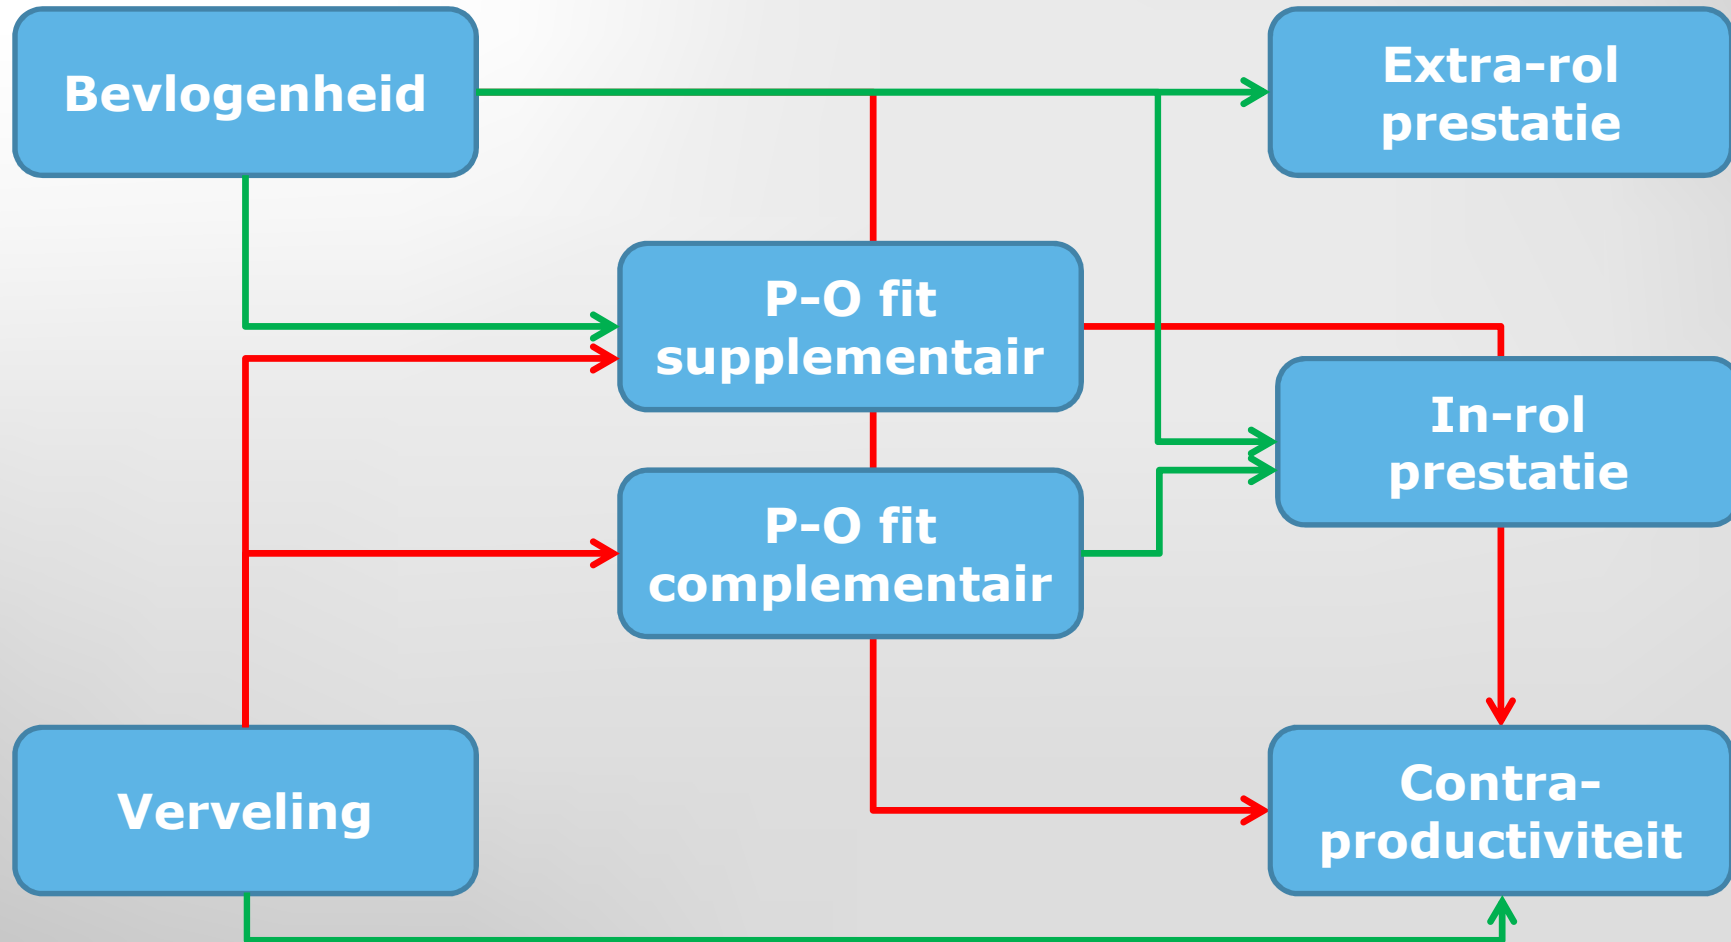 Bevlogenheid
Extra-rol
prestatie
P-O fit
supplementair
In-rol
prestatie
P-O fit
complementair
Verveling
Contra-
productiviteit